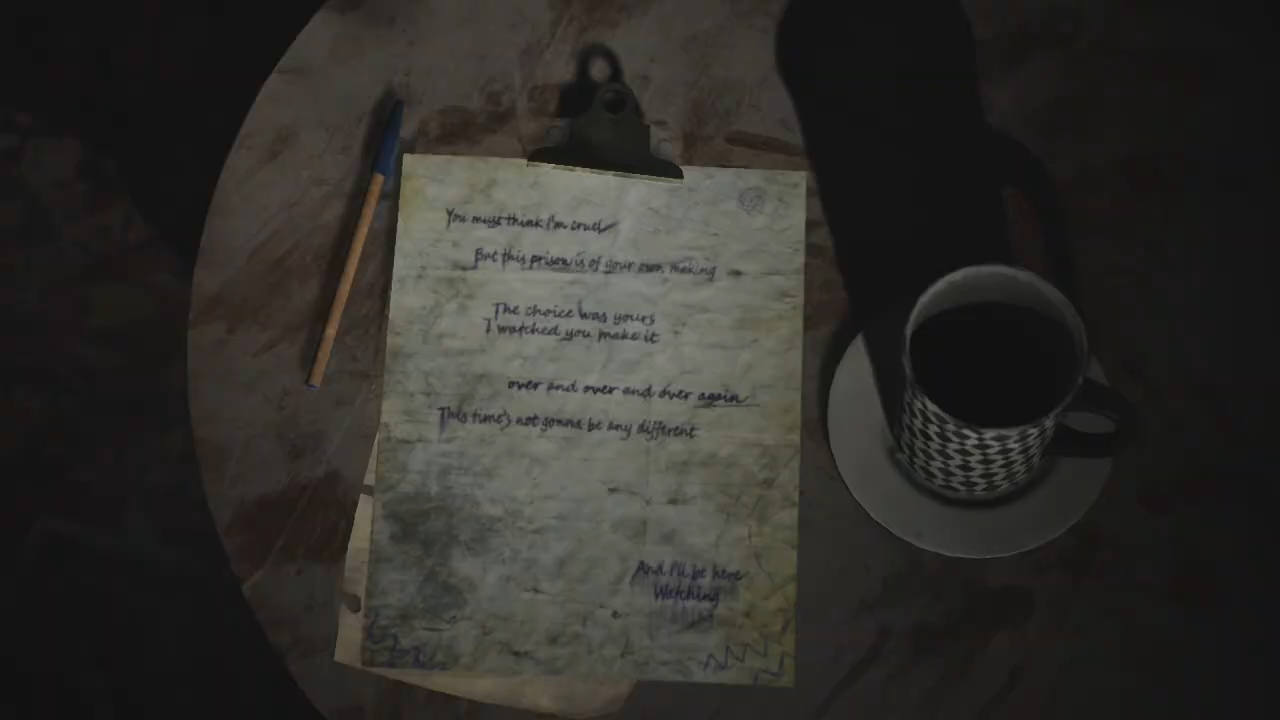 You must think I'm cruel
But this prison is of your own making
The choice was yours
I watched you make it
over and over and over again
This time's not gonna be any different
And I'll be here
Watching